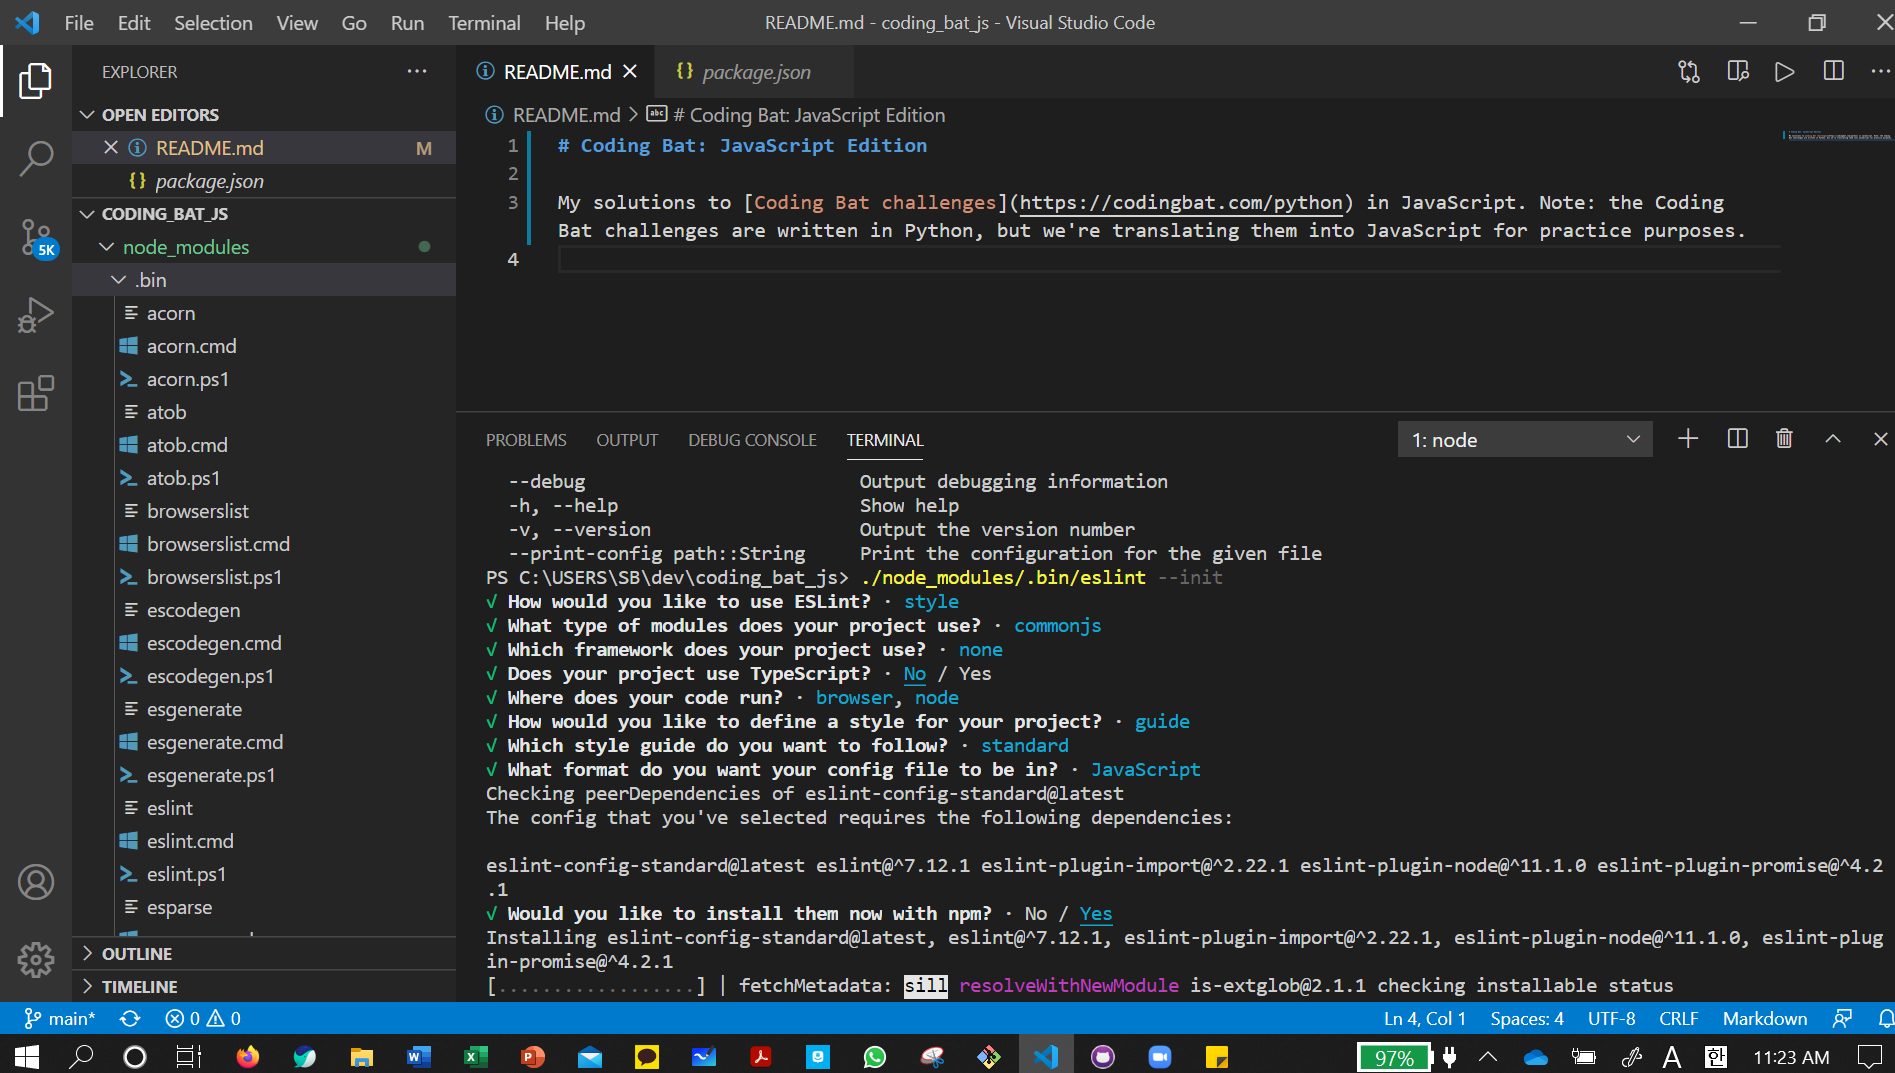 File Edit Selection View Go Run Terminal Help README.md - coding_bat_js - Visual Studio Code
EXPLORER
OPEN EDITORS
README.md M
package.json
CODING_BAT_JS
node_modules
.bin
acorn
acorn.cmd
acorn.ps1
atob
atob.cmd
atob.ps1
browserslist
browserslist.cmd
browserslist.ps1
escodegen
escodegen.cmd
escodegen.ps1
esgenerate
esgenerate.cmd
esgenerate.ps1
eslint
eslint.cmd
eslint.ps1
esparse
OUTLINE
TIMELINE
5K
README.md package.json
README.md > # Coding Bat: JavaScript Edition
1 # Coding Bat: JavaScript Edition
2
3 My solutions to [Coding Bat challenges](https://codingbat.com/python) in JavaScript. Note: the Coding
Bat challenges are written in Python, but we're translating them into JavaScript for practice purposes.
4
PROBLEMS OUTPUT DEBUG CONSOLE TERMINAL 1: node
--debug Output debugging information
-h, --help Show help
-v, --version Output the version number
--print-config path::String Print the configuration for the given file
PS C:\USERS\SB\dev\coding_bat_js> ./node_modules/.bin/eslint --init
√ How would you like to use ESLint? · style
√ What type of modules does your project use? · commonjs
√ Which framework does your project use? · none
√ Does your project use TypeScript? · No / Yes
√ Where does your code run? · browser, node
√ How would you like to define a style for your project? · guide
√ Which style guide do you want to follow? · standard
√ What format do you want your config file to be in? · JavaScript
Checking peerDependencies of eslint-config-standard@latest
The config that you've selected requires the following dependencies:
eslint-config-standard@latest eslint@^7.12.1 eslint-plugin-import@^2.22.1 eslint-plugin-node@^11.1.0 eslint-plugin-promise@^4.2
.1
√ Would you like to install them now with npm? · No / Yes
Installing eslint-config-standard@latest, eslint@^7.12.1, eslint-plugin-import@^2.22.1, eslint-plugin-node@^11.1.0, eslint-plug
in-promise@^4.2.1
[..................] | fetchMetadata: sill resolveWithNewModule is-extglob@2.1.1 checking installable status
main* 0 0 Ln 4, Col 1 Spaces: 4 UTF-8 CRLF Markdown
97% A 한 11:23 AM